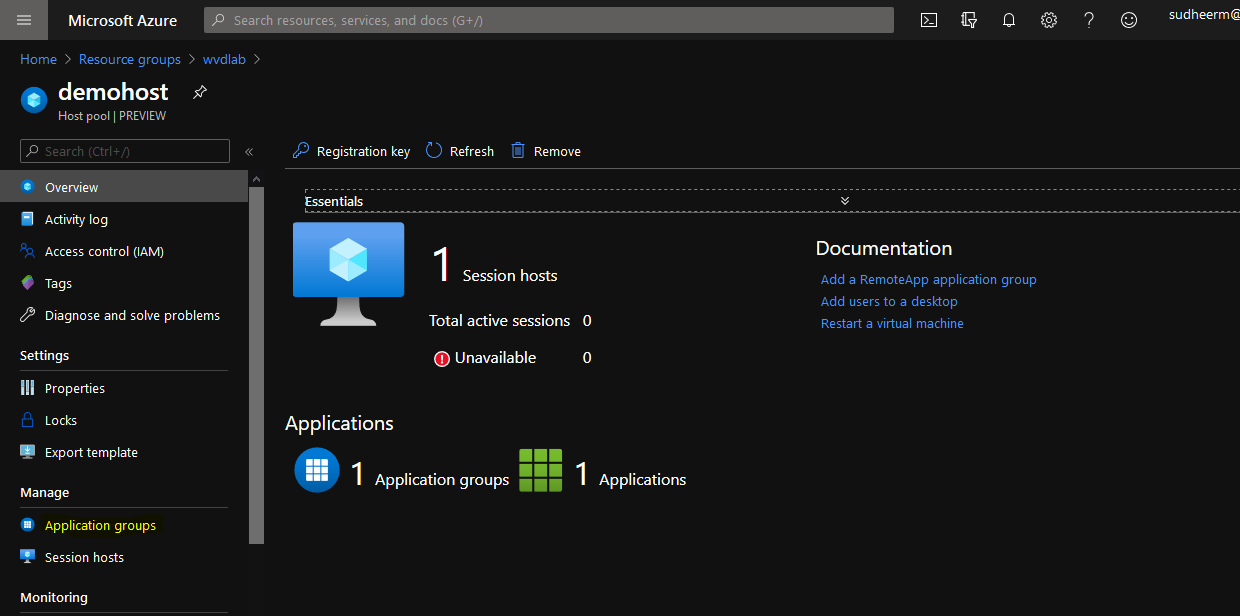 Microsoft Azure
Search resources, services, and docs (G+/)
sudheerm@
Home > Resource groups > wvdlab >
demohost
Host pool | PREVIEW
Search (Ctrl+/)
«
Registration key
Refresh
Remove
Overview
Activity log
Access control (IAM)
Tags
Diagnose and solve problems
Settings
Properties
Locks
Export template
Manage
Application groups
Session hosts
Monitoring
Essentials
1 Session hosts
Total active sessions 0
Unavailable 0
Documentation
Add a RemoteApp application group
Add users to a desktop
Restart a virtual machine
Applications
1 Application groups
1 Applications